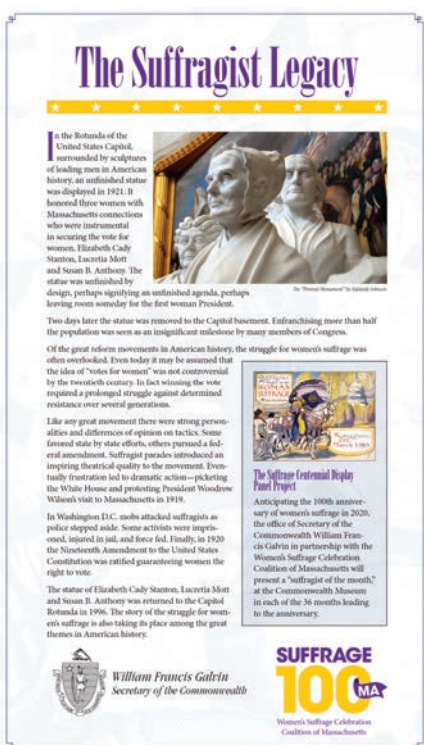 The Suffragist Legacy
In the Rotunda of the
United States Capitol,
surrounded by sculptures
of leading men in American
history, an unfinished statue
was displayed in 1921. It
honored three women with
Massachusetts connections
who were instrumental
in securing the vote for
women, Elizabeth Cady
Stanton, Lucretia Mott
and Susan B. Anthony. The
statue was unfinished by
design, perhaps signifying an unfinished agenda, perhaps
leaving room someday for the first woman President.
The "Portrait Monument" by Adelaide Johnson
Two days later the statue was removed to the Capitol basement. Enfranchising more than half
the population was seen as an insignificant milestone by many members of Congress.
Of the great reform movements in American history, the struggle for women's suffrage was
often overlooked. Even today it may be assumed that
the idea of "votes for women" was not controversial
by the twentieth century. In fact winning the vote
required a prolonged struggle against determined
resistance over several generations.
Like any great movement there were strong person-
alities and differences of opinion on tactics. Some
favored state by state efforts, others pursued a fed-
eral amendment. Suffragist parades introduced an
inspiring theatrical quality to the movement. Even-
tually frustration led to dramatic action—picketing
the White House and protesting President Woodrow
Wilson's visit to Massachusetts in 1919.
In Washington D.C. mobs attacked suffragists as
police stepped aside. Some activists were impris-
oned, injured in jail, and force fed. Finally, in 1920
the Nineteenth Amendment to the United States
Constitution was ratified guaranteeing women the
right to vote.
The statue of Elizabeth Cady Stanton, Lucretia Mott
and Susan B. Anthony was returned to the Capitol
Rotunda in 1996. The story of the struggle for wom-
en's suffrage is also taking its place among the great
themes in American history.
WOMAN
SUFFRAGE
The Suffrage Centennial Display
Panel Project
Anticipating the 100th anniver-
sary of women's suffrage in 2020,
the office of Secretary of the
Commonwealth William Fran-
cis Galvin in partnership with the
Women's Suffrage Celebration
Coalition of Massachusetts will
present a "suffragist of the month,"
at the Commonwealth Museum
in each of the 36 months leading
to the anniversary.
William Francis Galvin
Secretary of the Commonwealth
SUFFRAGE
100
MA
Women's Suffrage Celebration
Coalition of Massachusetts